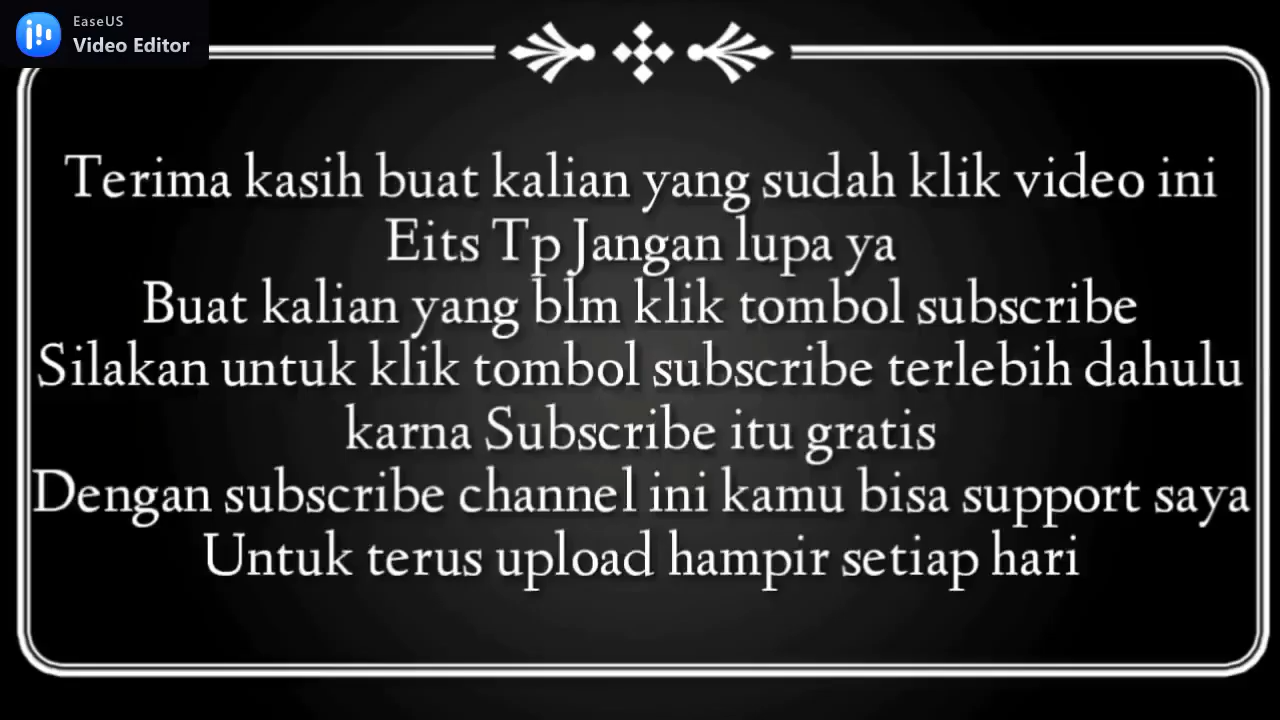 EaseUS
Video Editor
Terima kasih buat kalian yang sudah klik video ini
Eits Tp Jangan lupa ya
Buat kalian yang blm klik tombol subscribe
Silakan untuk klik tombol subscribe terlebih dahulu
karna Subscribe itu gratis
Dengan subscribe channel ini kamu bisa support saya
Untuk terus upload hampir setiap hari